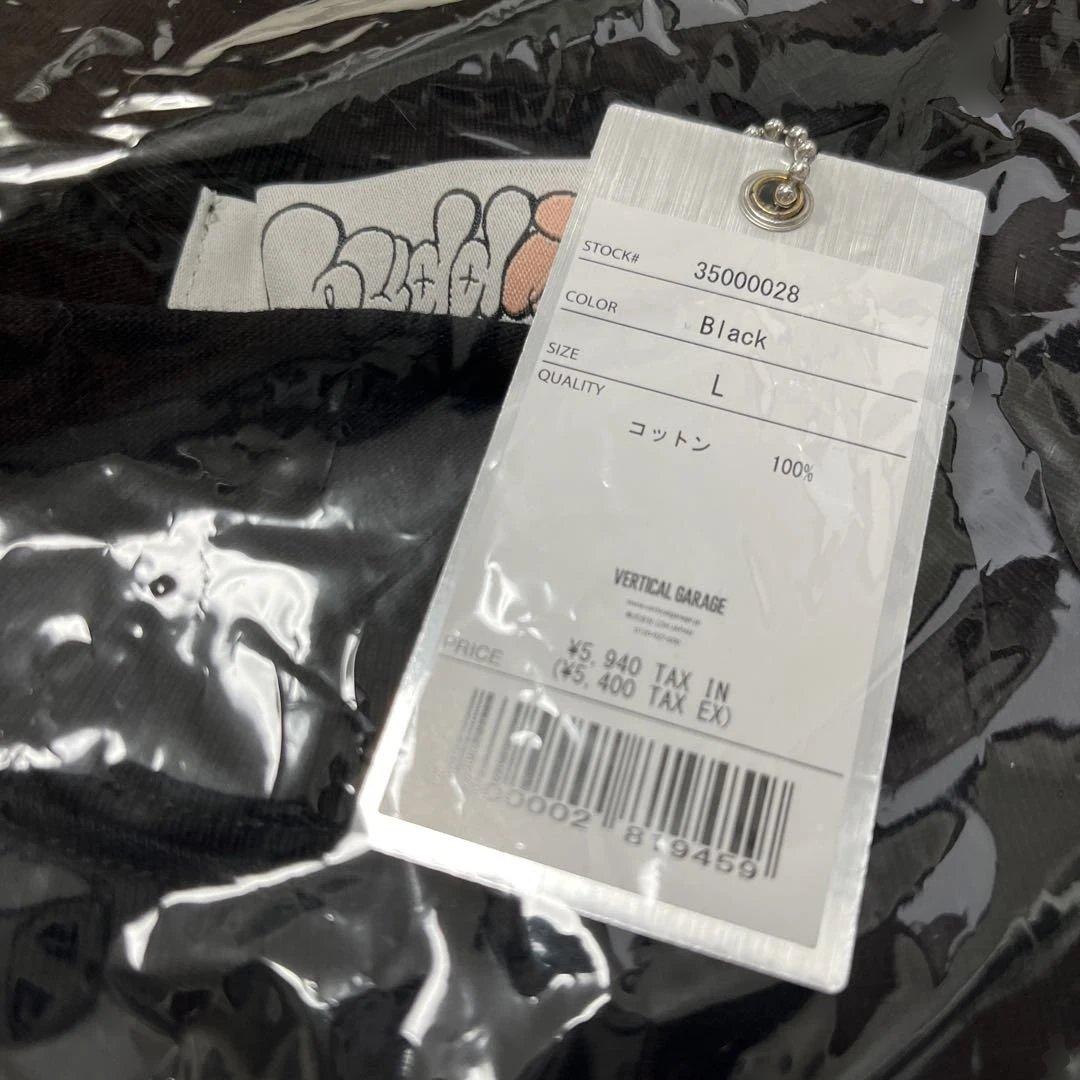 STOCK# 35000028
COLOR Black
SIZE L
QUALITY
コットン 100%
VERTICAL GARAGE
PRICE ¥5,940 TAX IN
(¥5,400 TAX EX)
819459